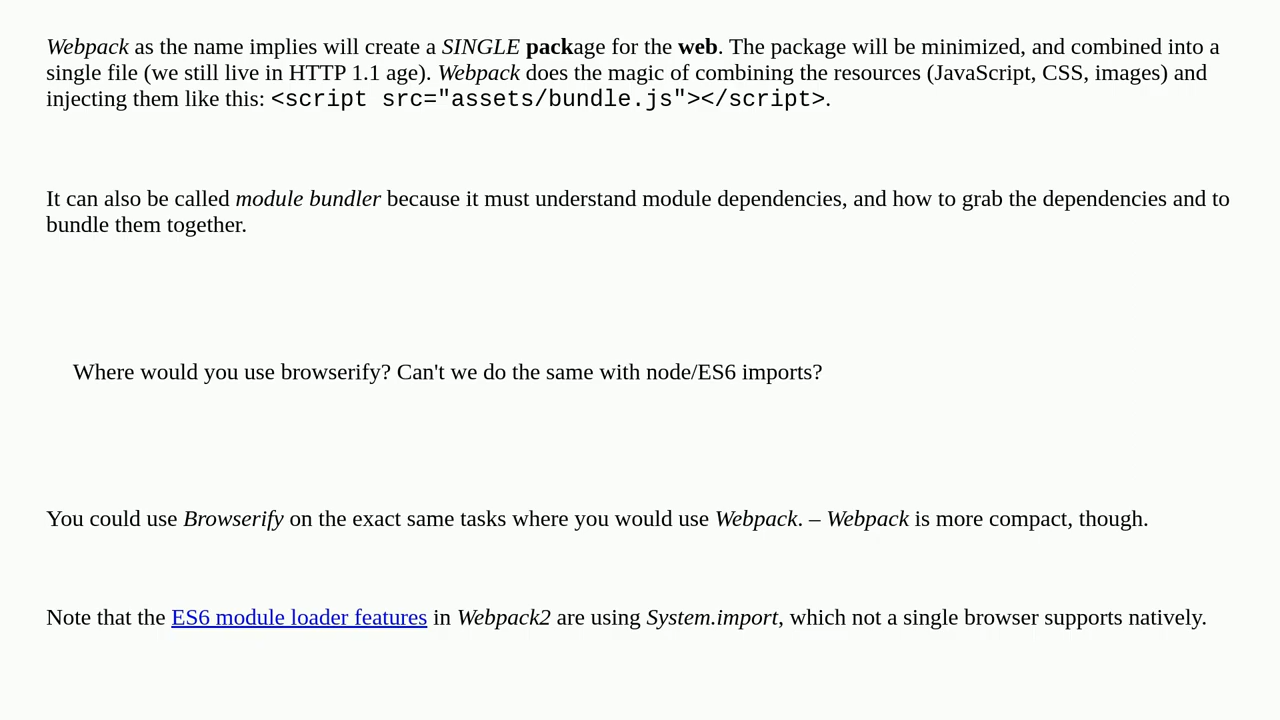 Webpack as the name implies will create a SINGLE package for the web. The package will be minimized, and combined into a
single file (we still live in HTTP 1.1 age). Webpack does the magic of combining the resources (JavaScript, CSS, images) and
injecting them like this: <script src="assets/bundle.js"></script>.
It can also be called module bundler because it must understand module dependencies, and how to grab the dependencies and to
bundle them together.
Where would you use browserify? Can't we do the same with node/ES6 imports?
You could use Browserify on the exact same tasks where you would use Webpack. – Webpack is more compact, though.
Note that the ES6 module loader features in Webpack2 are using System.import, which not a single browser supports natively.